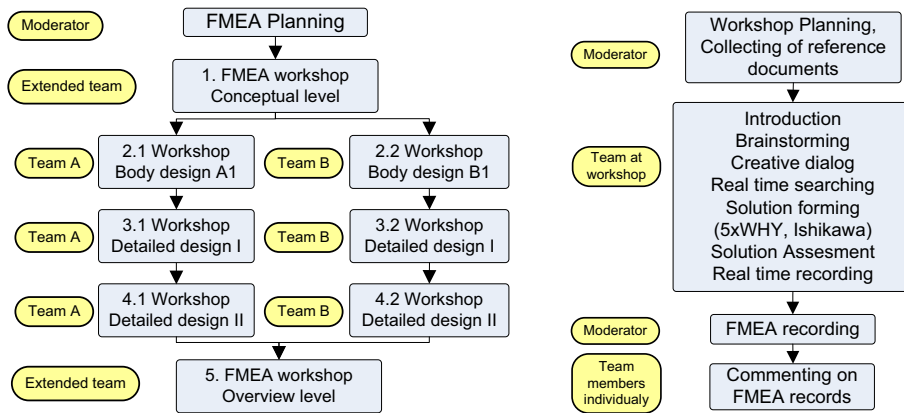 Moderator
FMEA Planning
Extended team
1. FMEA workshop
Conceptual level
Team A
2.1 Workshop
Body design A1
Team B
2.2 Workshop
Body design B1
Team A
3.1 Workshop
Detailed design I
Team B
3.2 Workshop
Detailed design I
Team A
4.1 Workshop
Detailed design II
Team B
4.2 Workshop
Detailed design II
Extended team
5. FMEA workshop
Overview level
Moderator
Workshop Planning,
Collecting of reference
documents
Team at
workshop
Introduction
Brainstorming
Creative dialog
Real time searching
Solution forming
(5xWHY, Ishikawa)
Solution Assesment
Real time recording
Moderator
FMEA recording
Team
members
individualy
Commenting on
FMEA records